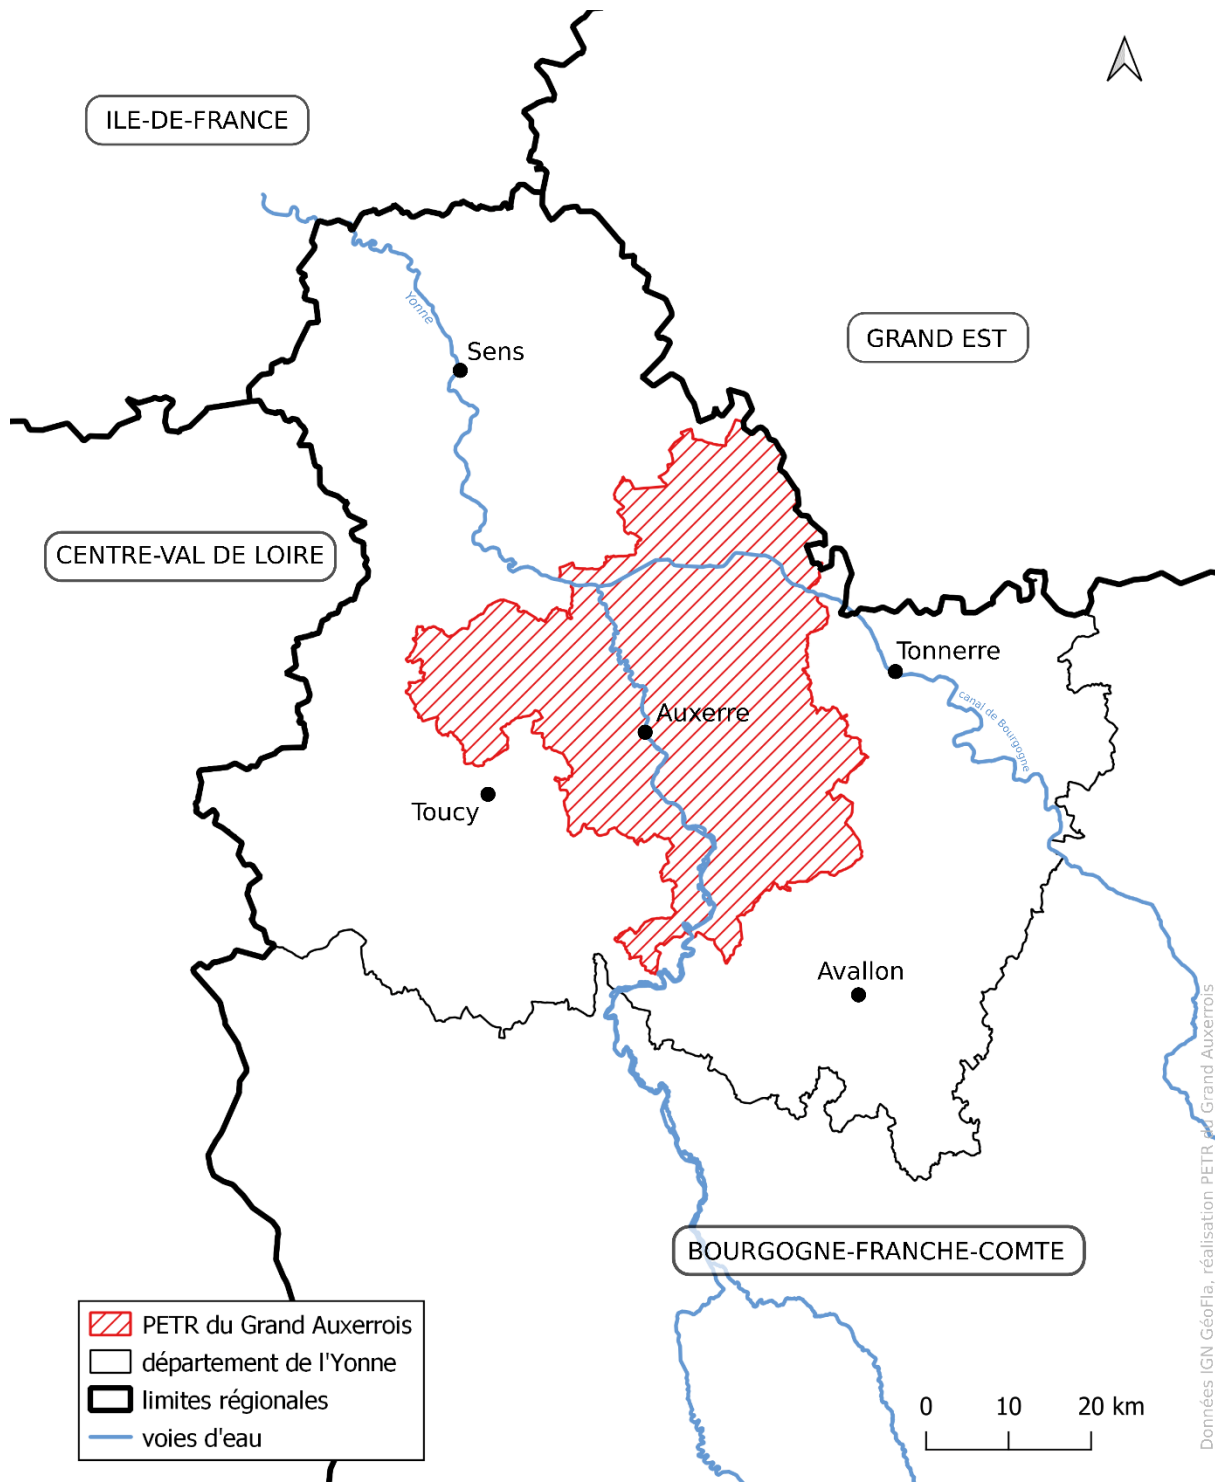 ILE-DE-FRANCE
Yonne
Sens
GRAND EST
CENTRE-VAL DE LOIRE
Tonnerre
canal de Bourgogne
Auxerre
Toucy
Avallon
BOURGOGNE-FRANCHE-COMTE
PETR du Grand Auxerrois
département de l'Yonne
limites régionales
voies d'eau
0 10 20 km
Données IGN GéoFla, réalisation PETR du Grand Auxerrois